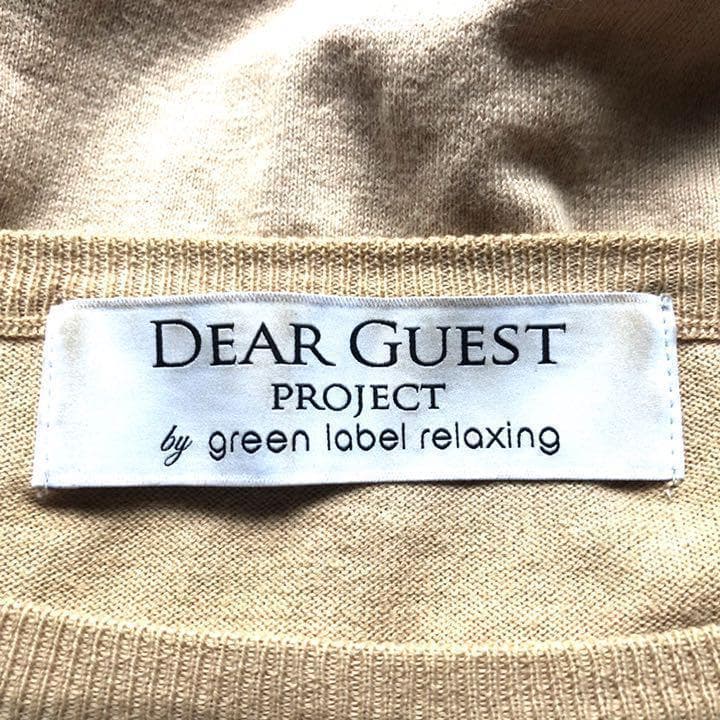 DEAR GUEST
PROJECT
by green label relaxing